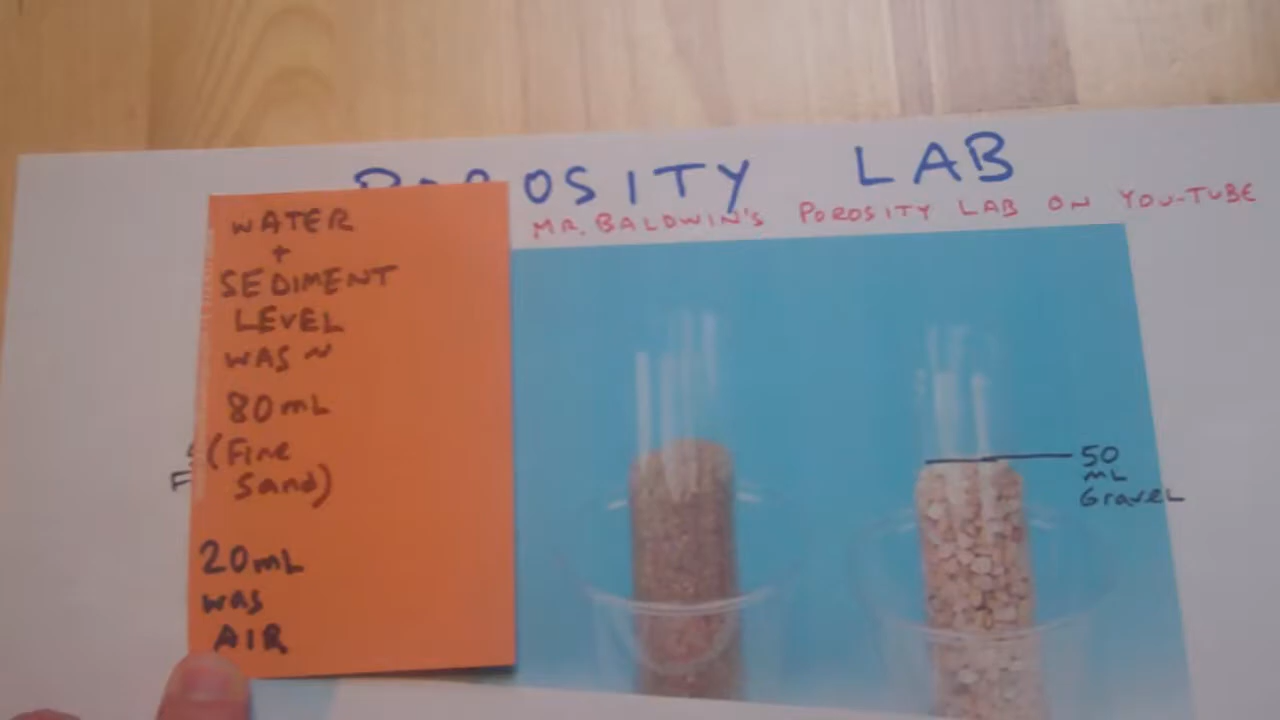 POROSITY LAB
MR. BALDWIN'S POROSITY LAB ON YOU-TUBE
WATER
+
SEDIMENT
LEVEL
WAS ~
80mL
(Fine
Sand)
20mL
was
AIR
50
mL
Gravel